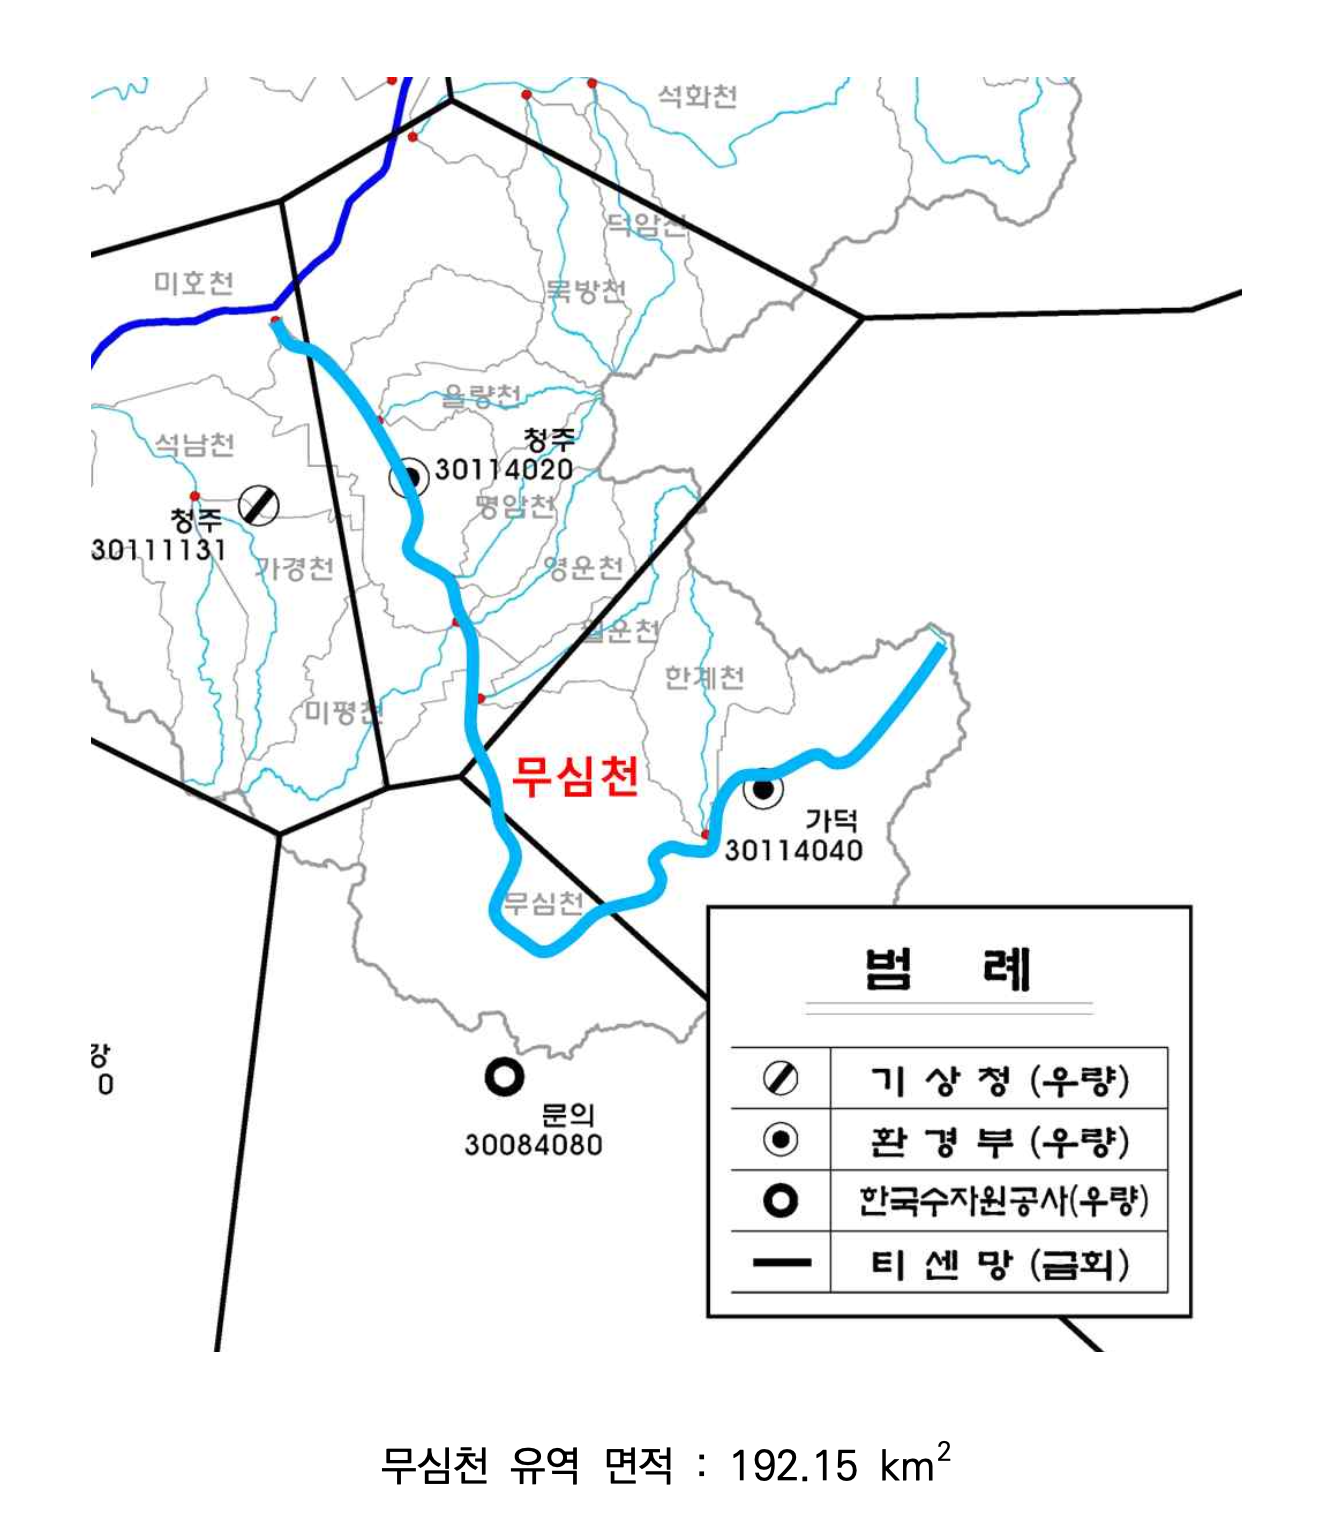 석화천
덕암천
미호천
묵방천
율량천
청주
30114020
석남천
명암천
청주
30111131
가경천
영운천
월운천
한계천
미평천
무심천
가덕
30114040
무심천
범 례
강
0
기 상 청 (우량)
문의
30084080
환 경 부 (우량)
한국수자원공사(우량)
티 센 망 (금회)
무심천 유역 면적 : 192.15 km²